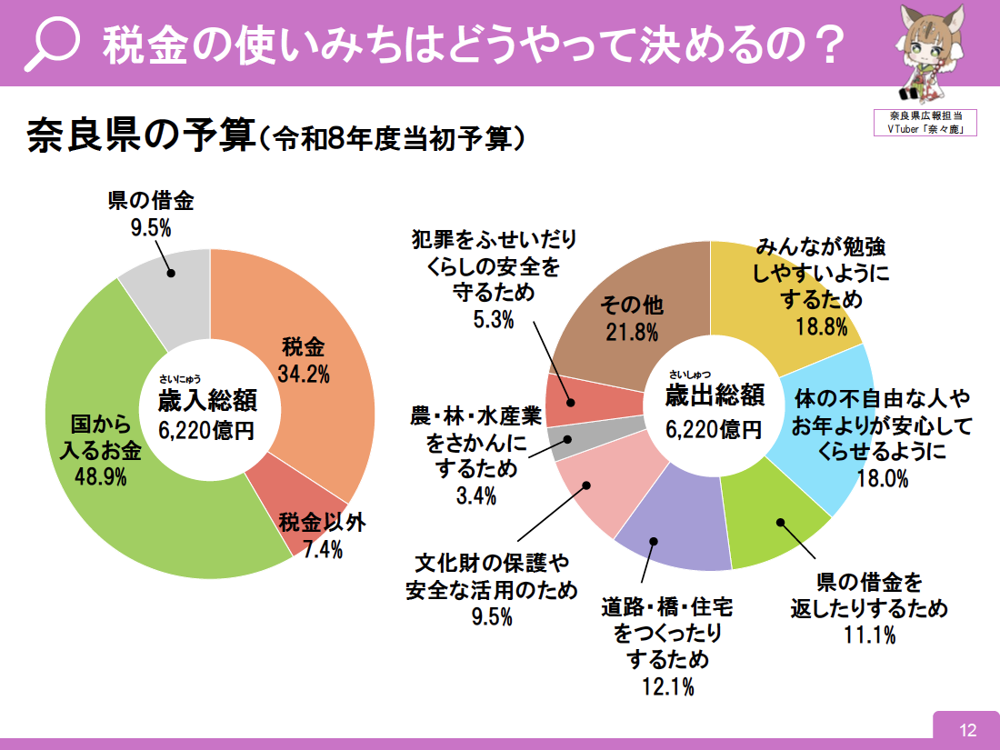 税金の使いみちはどうやって決めるの？
奈良県広報担当
VTuber「奈々鹿」
奈良県の予算（令和8年度当初予算）
県の借金
9.5%
税金
34.2%
さいにゅう
歳入総額
6,220億円
国から
入るお金
48.9%
税金以外
7.4%
犯罪をふせいだり
くらしの安全を
守るため
5.3%
その他
21.8%
みんなが勉強
しやすいように
するため
18.8%
さいしゅつ
歳出総額
6,220億円
体の不自由な人や
お年よりが安心して
くらせるように
18.0%
農・林・水産業
をさかんに
するため
3.4%
文化財の保護や
安全な活用のため
9.5%
道路・橋・住宅
をつくったり
するため
12.1%
県の借金を
返したりするため
11.1%
12